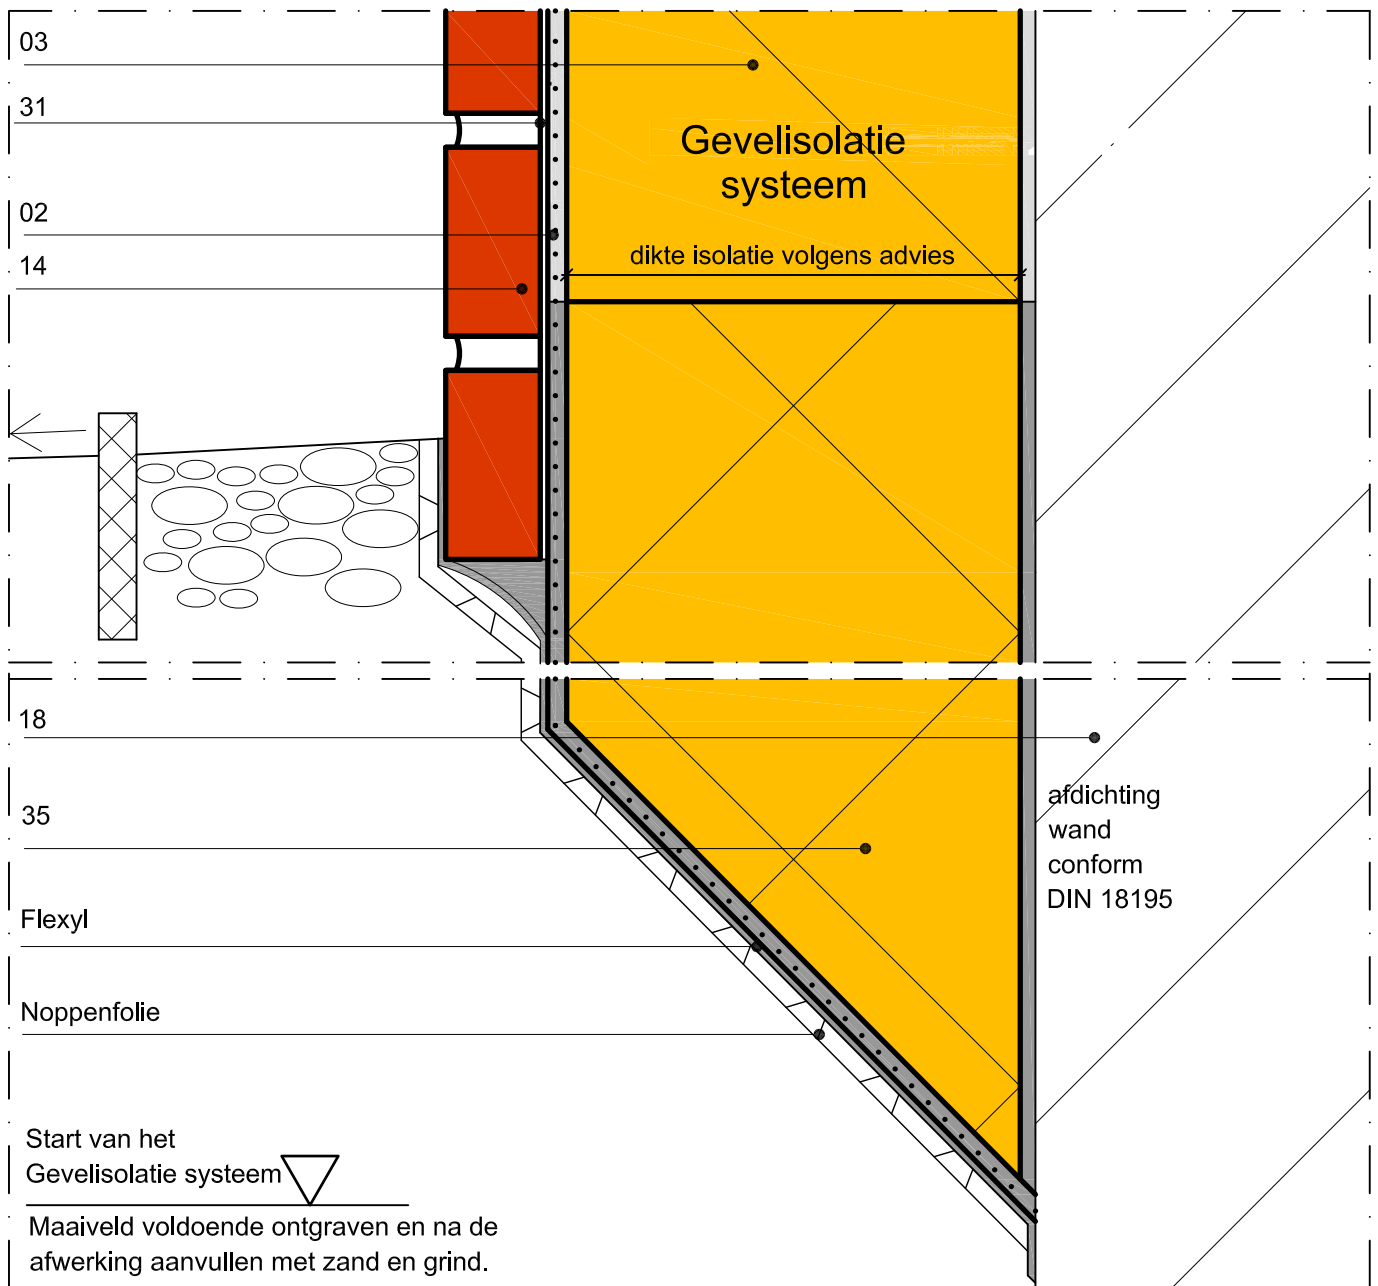 03
31
Gevelisolatie
systeem
02
dikte isolatie volgens advies
14
18
afdichting
wand
conform
DIN 18195
35
Flexyl
Noppenfolie
Start van het
Gevelisolatie systeem
Maaiveld voldoende ontgraven en na de
afwerking aanvullen met zand en grind.